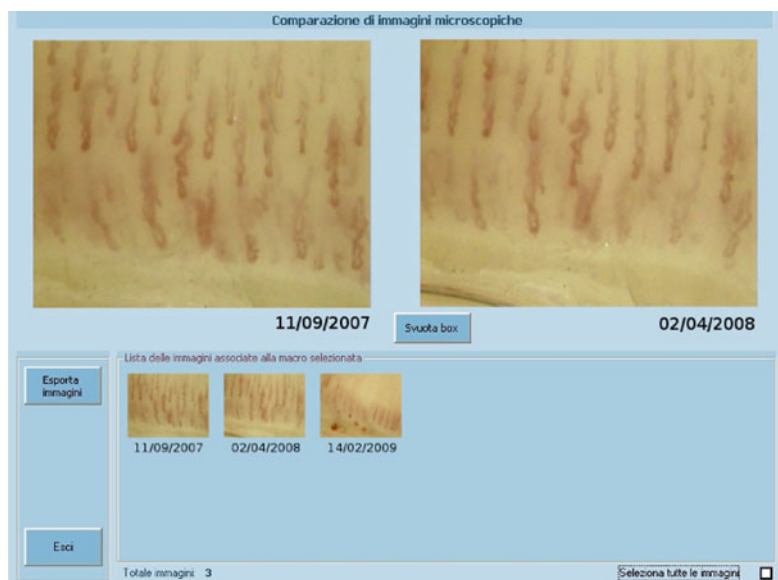 Comparazione di immagini microscopiche
11/09/2007
Svuota box
02/04/2008
Lista delle immagini associate alla macro selezionata
Esporta
immagini
11/09/2007
02/04/2008
14/02/2009
Esci
Totale immagini 3
Seleziona tutte le immagini